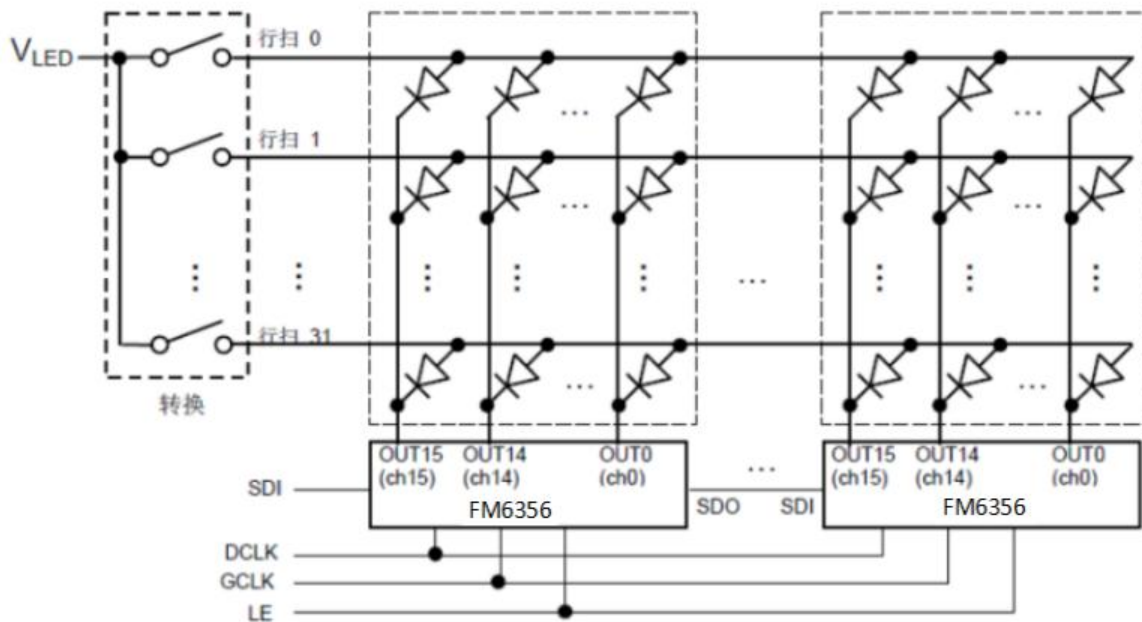 VLED
行扫 0
行扫 1
行扫 31
转换
OUT15 OUT14 OUT0
(ch15) (ch14) (ch0)
FM6356
SDI
SDO SDI
OUT15 OUT14 OUT0
(ch15) (ch14) (ch0)
FM6356
DCLK
GCLK
LE